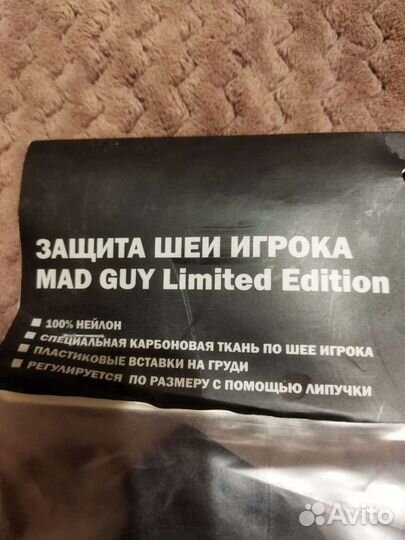 ЗАЩИТА ШЕИ ИГРОКА
MAD GUY Limited Edition
100% НЕЙЛОН
СПЕЦИАЛЬНАЯ КАРБОНОВАЯ ТКАНЬ ПО ШЕЕ ИГРОКА
ПЛАСТИКОВЫЕ ВСТАВКИ НА ГРУДИ
РЕГУЛИРУЕТСЯ ПО РАЗМЕРУ С ПОМОЩЬЮ ЛИПУЧКИ
Avito